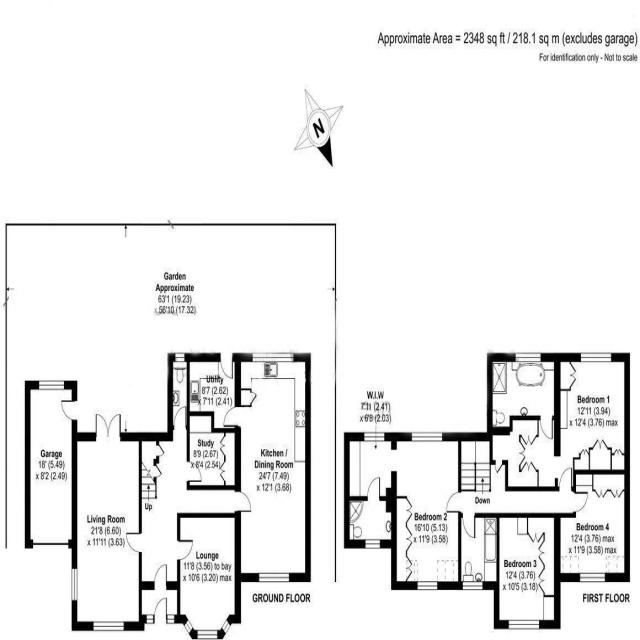 Approximate Area = 2348 sq ft / 218.1 sq m (excludes garage)
For identification only - Not to scale
N
Garden
Approximate
63'1 (19.23)
x 56'10 (17.32)
Utility
8'7 (2.62)
x 7'11 (2.41)
Study
8'9 (2.67)
x 8'4 (2.54)
Kitchen /
Dining Room
24'7 (7.49)
x 12'1 (3.68)
Garage
18' (5.49)
x 8'2 (2.49)
Up
Living Room
21'8 (6.60)
x 11'11 (3.63)
Lounge
11'8 (3.56) to bay
x 10'6 (3.20) max
GROUND FLOOR
W.I.W
7'11 (2.41)
x 6'8 (2.03)
Bedroom 1
12'11 (3.94)
x 12'4 (3.76) max
Down
Bedroom 2
16'10 (5.13)
x 11'9 (3.58)
Bedroom 4
12'4 (3.76) max
x 11'9 (3.58) max
Bedroom 3
12'4 (3.76)
x 10'5 (3.18)
FIRST FLOOR